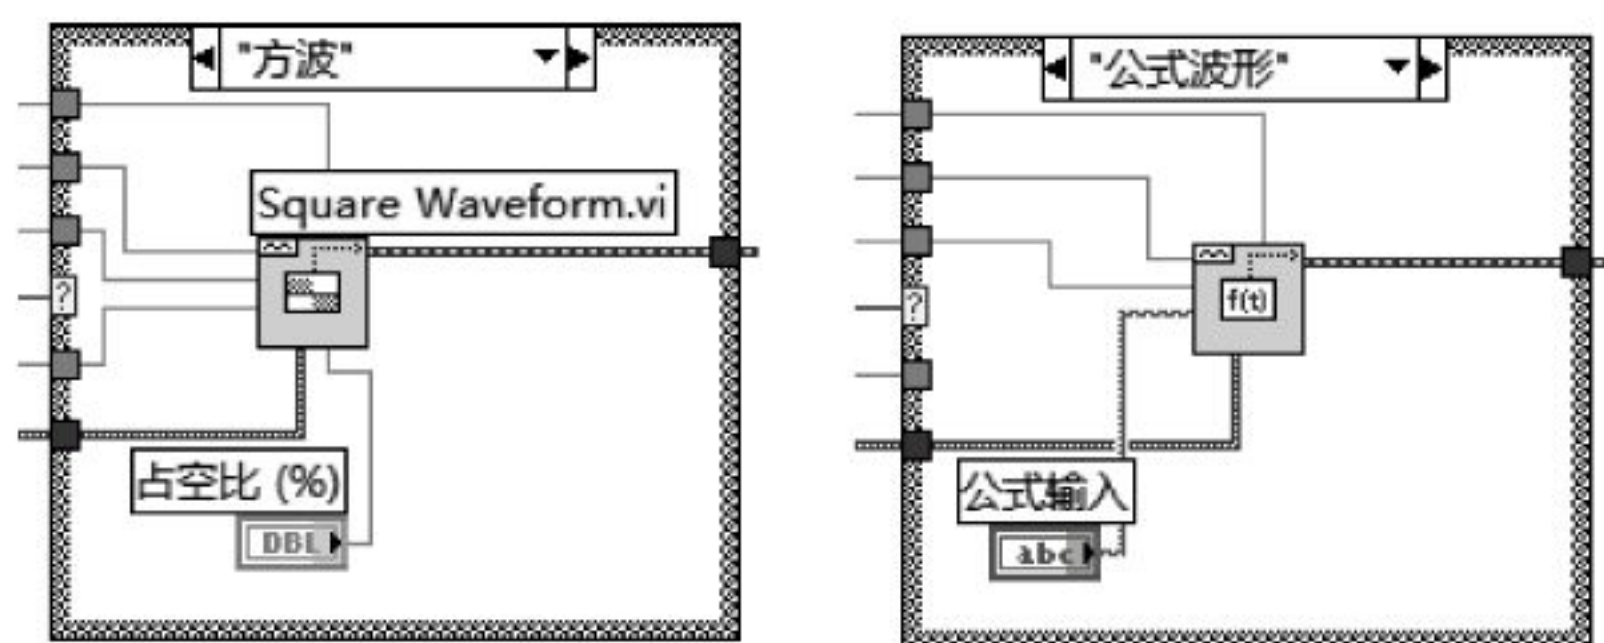 "方波"
Square Waveform.vi
?
占空比 (%)
DBL
"公式波形"
f(t)
?
公式输入
abc